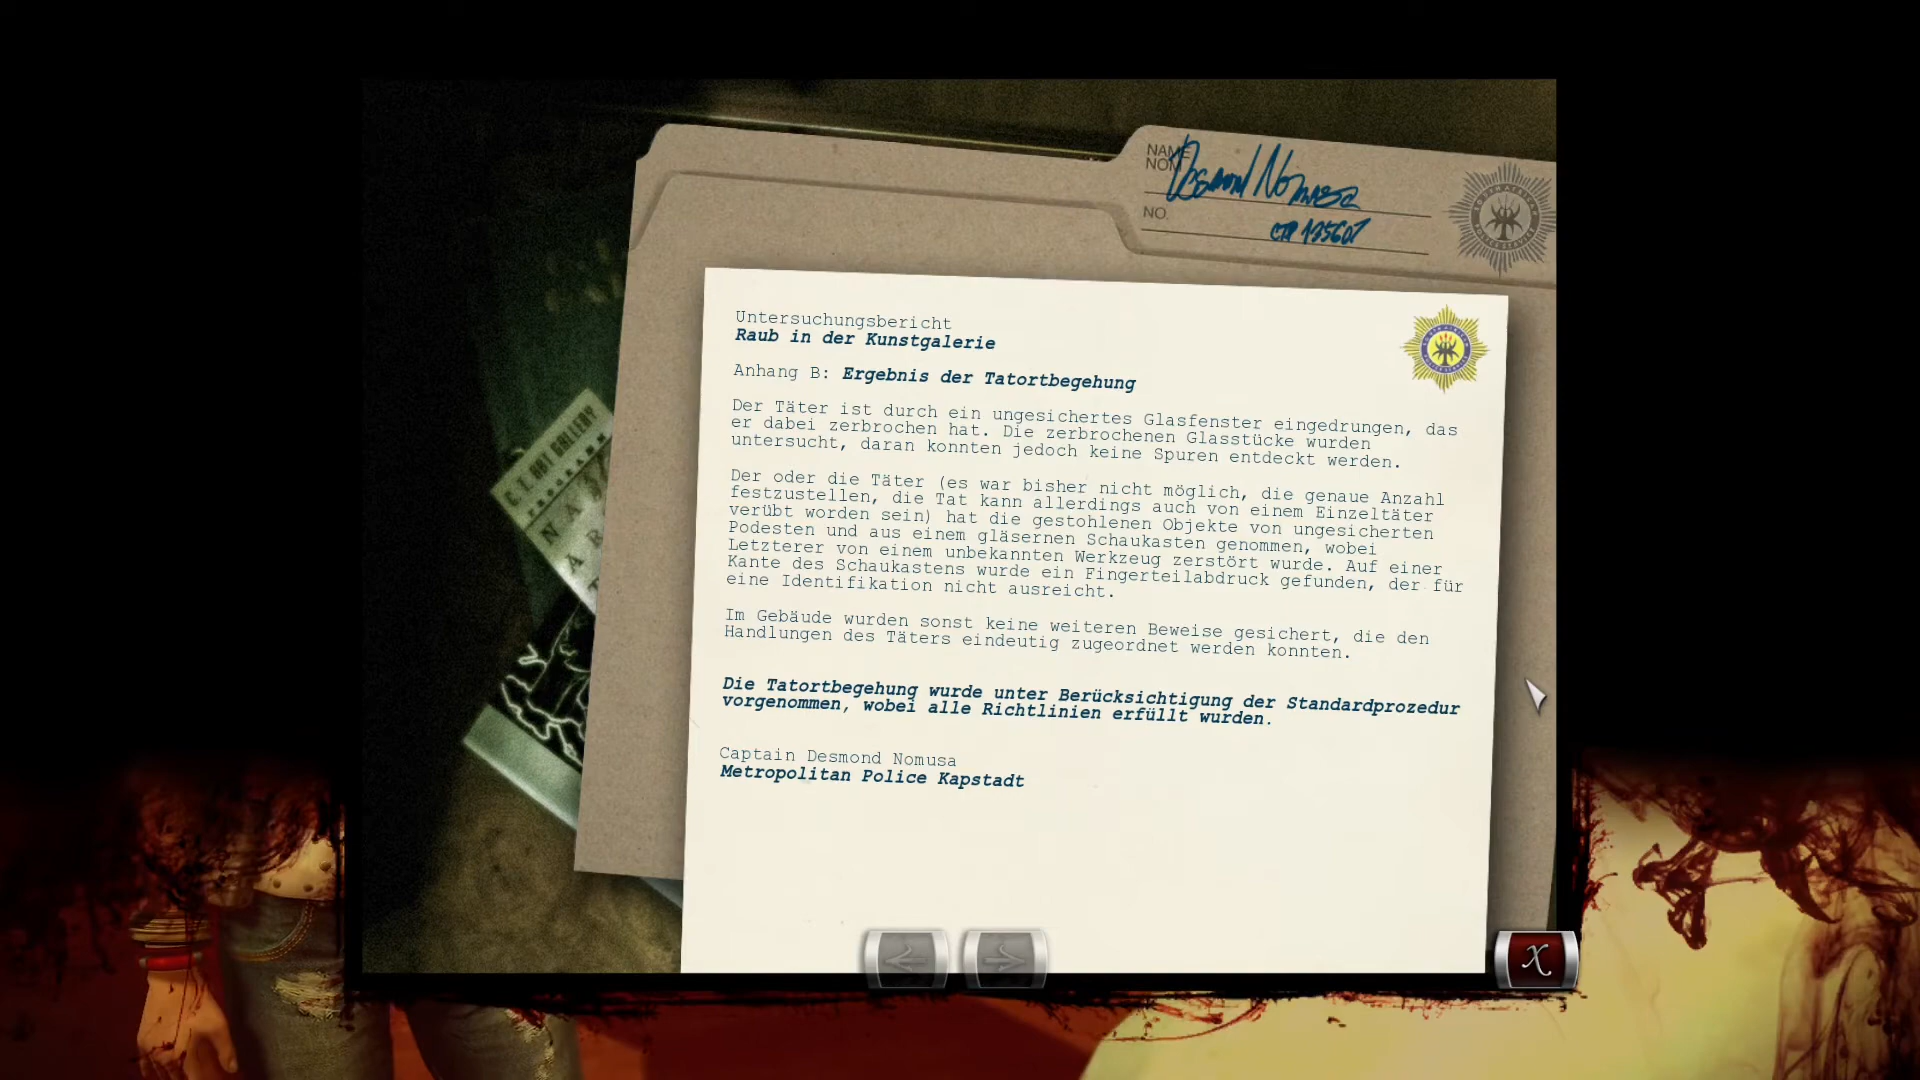 NAME
NOM
Desmond Nomusa
NO.
CTP 135607
Untersuchungsbericht
Raub in der Kunstgalerie
Anhang B: Ergebnis der Tatortbegehung
Der Täter ist durch ein ungesichertes Glasfenster eingedrungen, das
er dabei zerbrochen hat. Die zerbrochenen Glasstücke wurden
untersucht, daran konnten jedoch keine Spuren entdeckt werden.
Der oder die Täter (es war bisher nicht möglich, die genaue Anzahl
festzustellen, die Tat kann allerdings auch von einem Einzeltäter
verübt worden sein) hat die gestohlenen Objekte von ungesicherten
Podesten und aus einem gläsernen Schaukasten genommen, wobei
Letzterer von einem unbekannten Werkzeug zerstört wurde. Auf einer
Kante des Schaukastens wurde ein Fingerteilabdruck gefunden, der für
eine Identifikation nicht ausreicht.
Im Gebäude wurden sonst keine weiteren Beweise gesichert, die den
Handlungen des Täters eindeutig zugeordnet werden konnten.
Die Tatortbegehung wurde unter Berücksichtigung der Standardprozedur
vorgenommen, wobei alle Richtlinien erfüllt wurden.
Captain Desmond Nomusa
Metropolitan Police Kapstadt
C.T. ART GALLERY
X